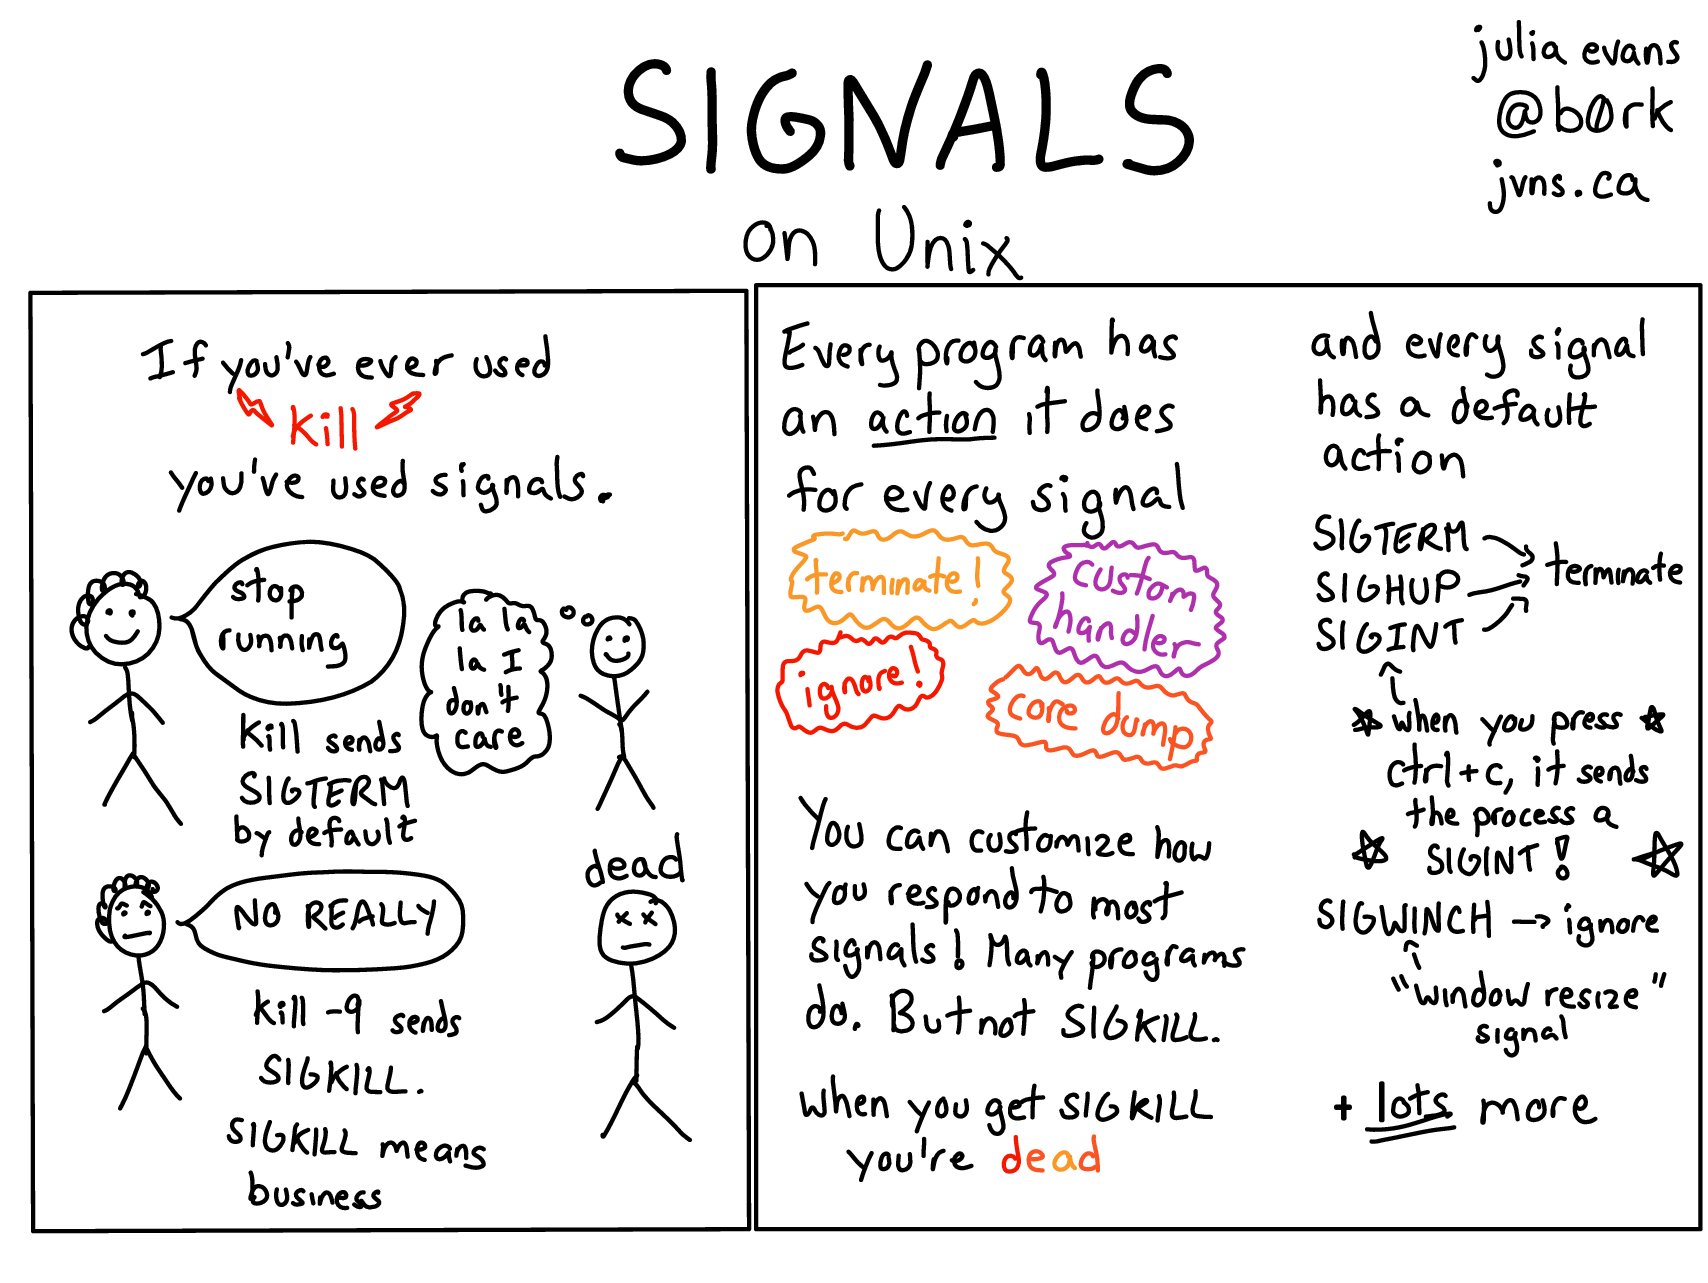 SIGNALS
on Unix
julia evans
@b0rk
jvns.ca
If you've ever used
kill
you've used signals.
stop
running
la la
la I
don't
care
kill sends
SIGTERM
by default
NO REALLY
dead
kill -9 sends
SIGKILL.
SIGKILL means
business
Every program has
an action it does
for every signal
terminate!
custom
handler
ignore!
core dump
You can customize how
you respond to most
signals! Many programs
do. But not SIGKILL.
when you get SIGKILL
you're dead
and every signal
has a default
action
SIGTERM
SIGHUP → terminate
SIGINT
when you press
ctrl+c, it sends
the process a
SIGINT!
SIGWINCH → ignore
"window resize"
signal
+ lots more